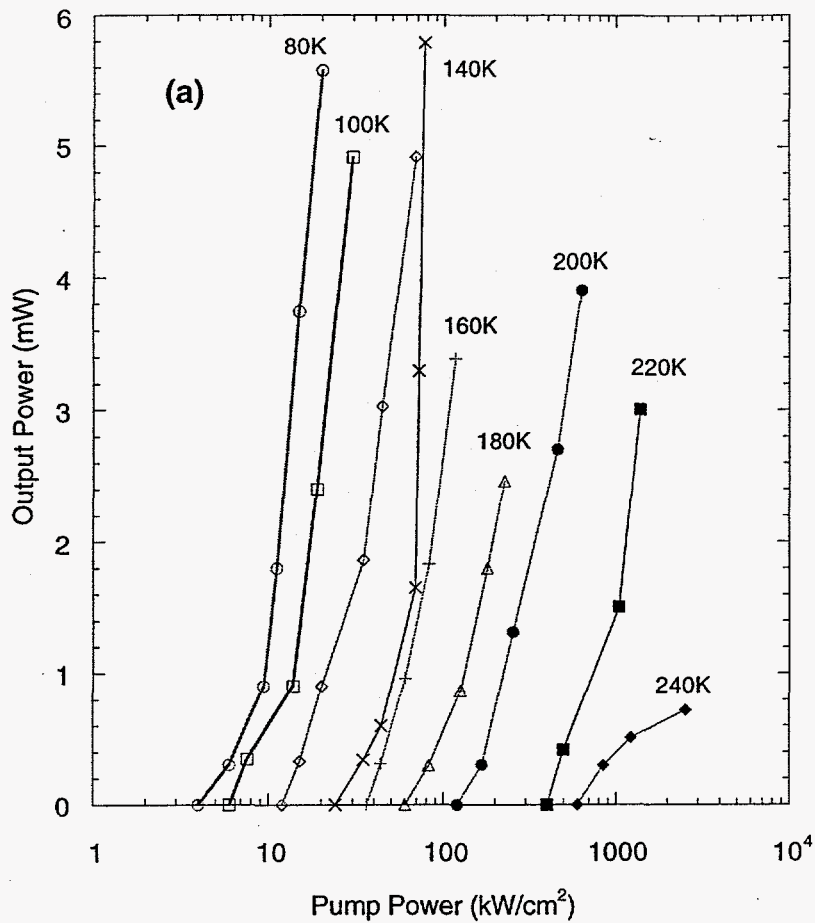 (a)
80K
100K
140K
160K
180K
200K
220K
240K
6
5
4
3
2
1
0
Output Power (mW)
1 10 100 1000 10⁴
Pump Power (kW/cm²)